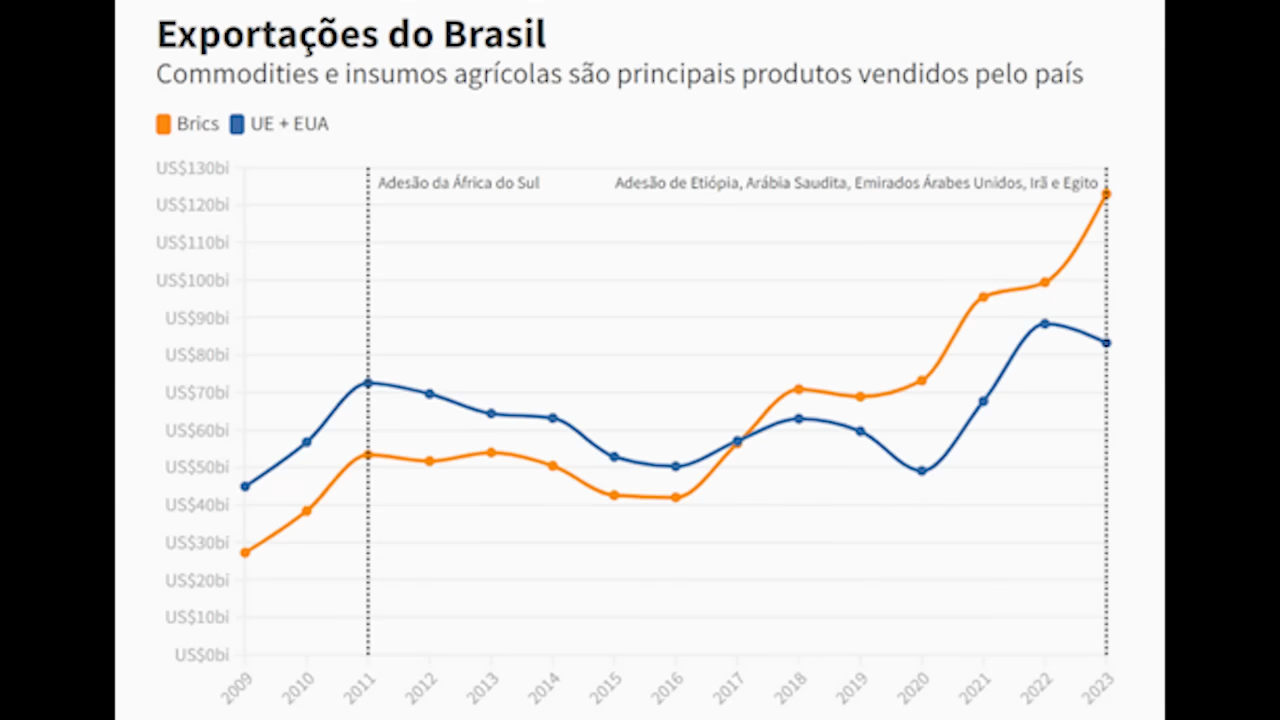 Exportações do Brasil
Commodities e insumos agrícolas são principais produtos vendidos pelo país
Brics UE + EUA
US$130bi
Adesão da África do Sul
Adesão de Etiópia, Arábia Saudita, Emirados Árabes Unidos, Irã e Egito
US$120bi
US$110bi
US$100bi
US$90bi
US$80bi
US$70bi
US$60bi
US$50bi
US$40bi
US$30bi
US$20bi
US$10bi
US$0bi
2009 2010 2011 2012 2013 2014 2015 2016 2017 2018 2019 2020 2021 2022 2023